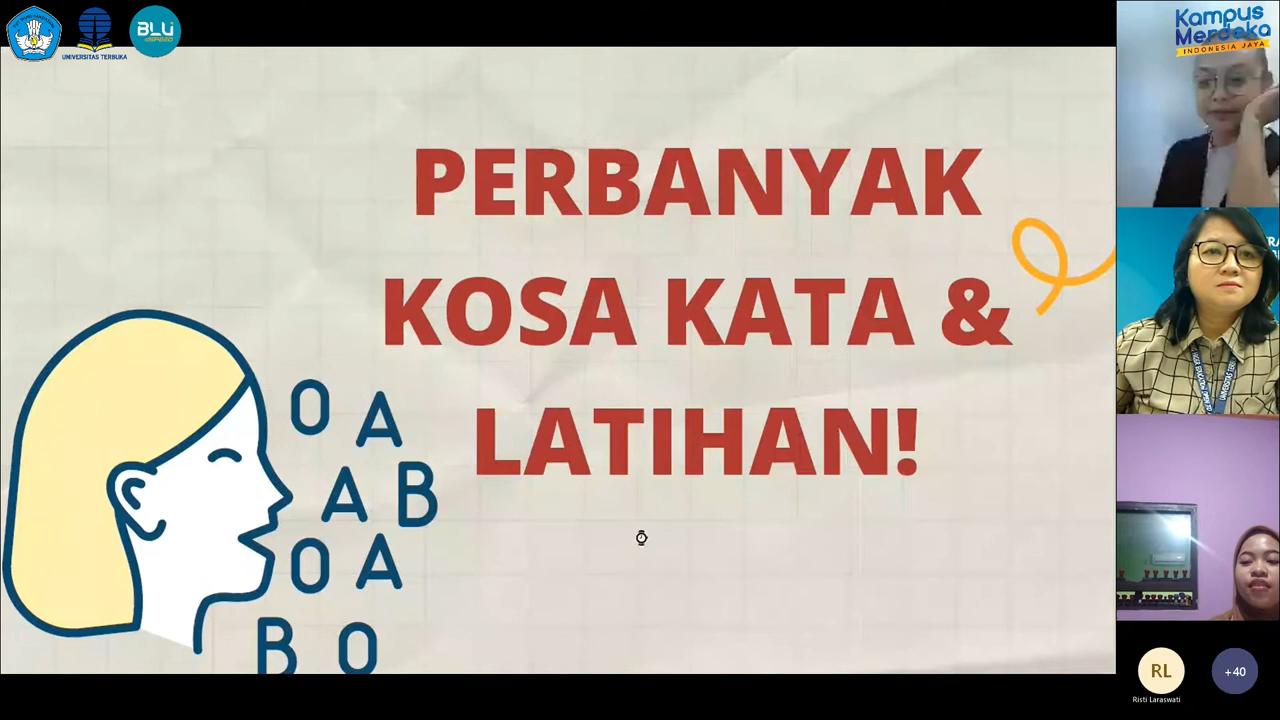 BLU
UNIVERSITAS TERBUKA
Kampus
Merdeka
INDONESIA JAYA
PERBANYAK
KOSA KATA &
LATIHAN!
O A
A B
O A
B O
RL
+40
Risti Laraswati